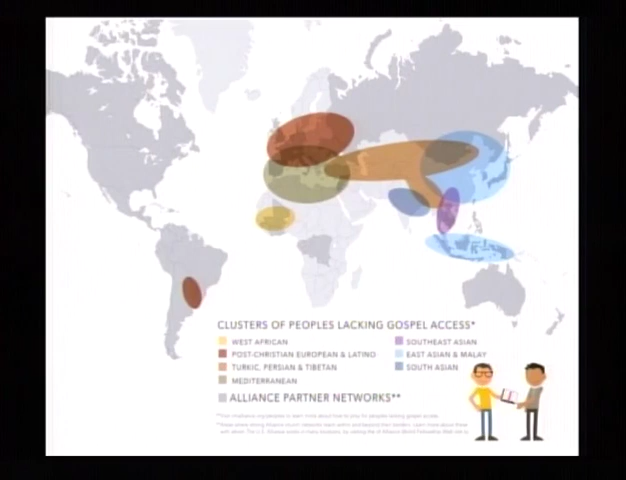 CLUSTERS OF PEOPLES LACKING GOSPEL ACCESS*
WEST AFRICAN
POST-CHRISTIAN EUROPEAN & LATINO
TURKIC, PERSIAN & TIBETAN
MEDITERRANEAN
SOUTHEAST ASIAN
EAST ASIAN & MALAY
SOUTH ASIAN
ALLIANCE PARTNER NETWORKS**